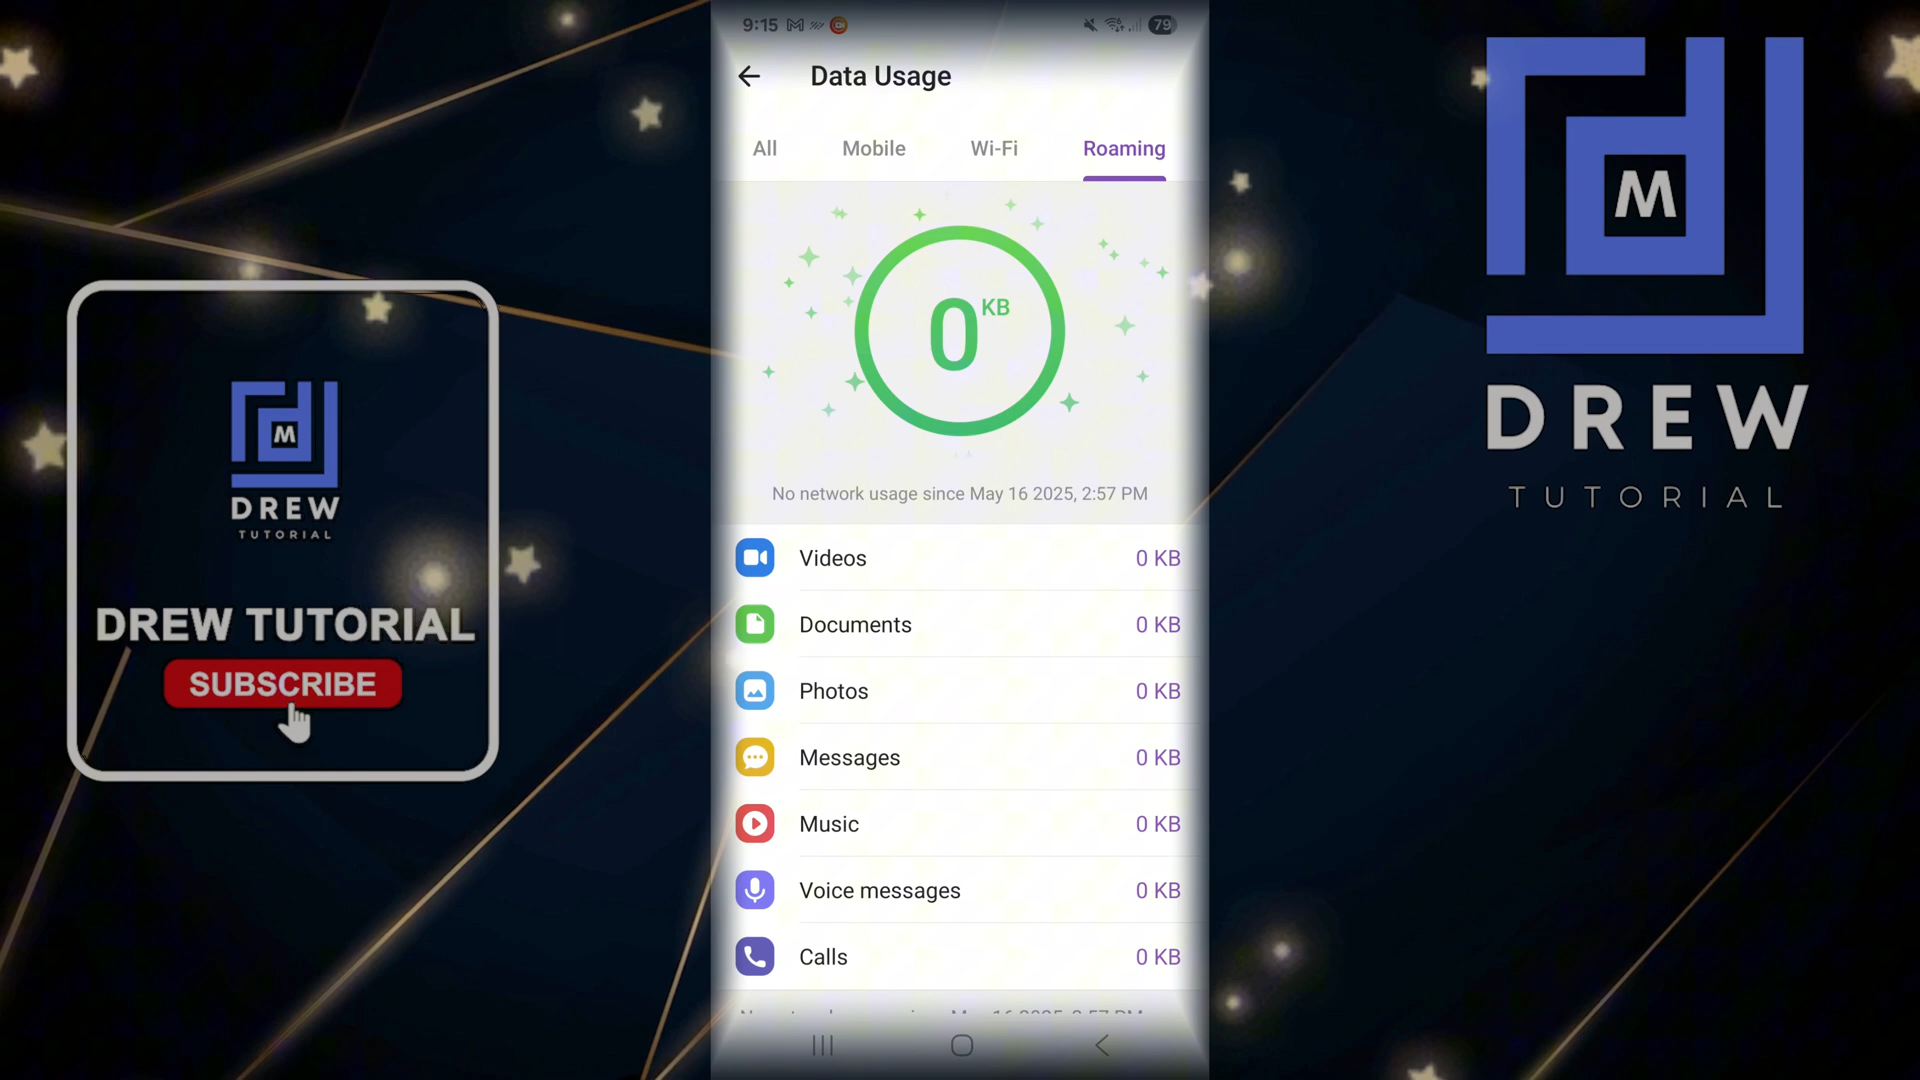 9:15
79
Data Usage
All Mobile Wi-Fi Roaming
0 KB
No network usage since May 16 2025, 2:57 PM
Videos 0 KB
Documents 0 KB
Photos 0 KB
Messages 0 KB
Music 0 KB
Voice messages 0 KB
Calls 0 KB
M
DREW
TUTORIAL
DREW TUTORIAL
SUBSCRIBE
M
DREW
TUTORIAL